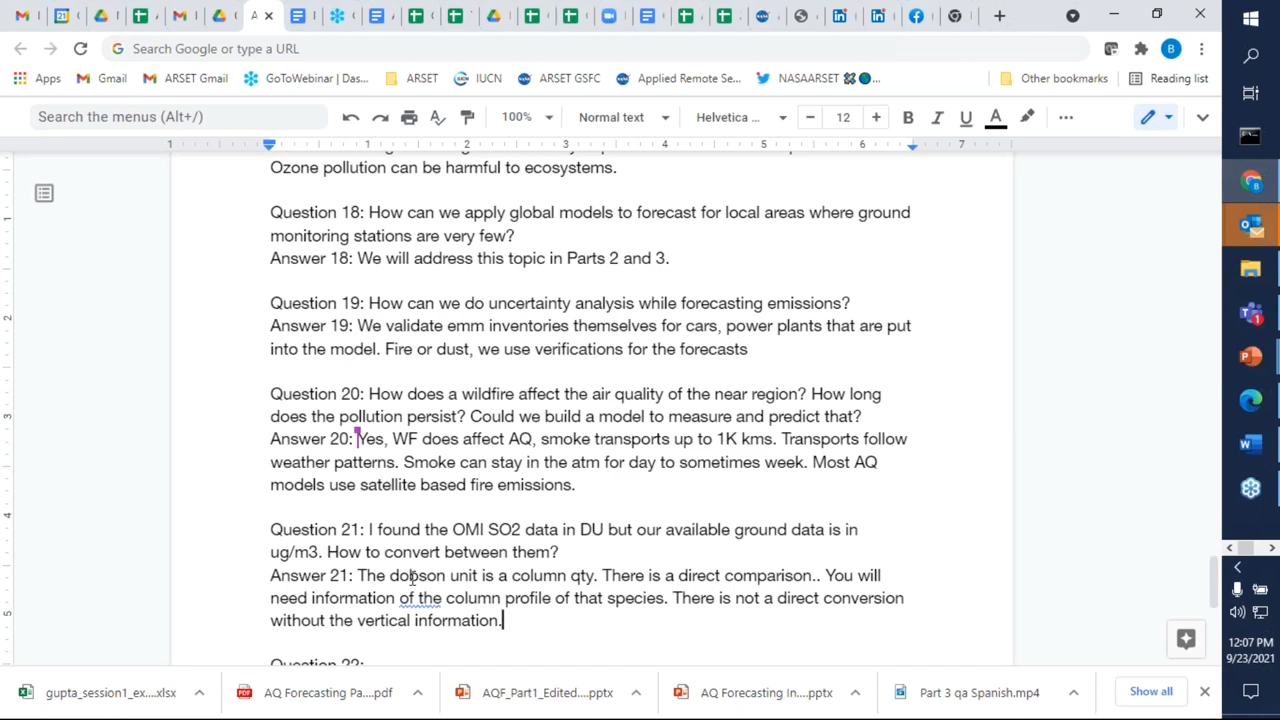 A
Search Google or type a URL
B
Apps
Gmail
ARSET Gmail
GoToWebinar | Das...
ARSET
IUCN
ARSET GSFC
Applied Remote Se...
NASAARSET
Other bookmarks
Reading list
Search the menus (Alt+/)
100%
Normal text
Helvetica ...
12
B I U A
1 1 2 3 4 5 6 7
Ozone pollution can be harmful to ecosystems.
Question 18: How can we apply global models to forecast for local areas where ground
monitoring stations are very few?
Answer 18: We will address this topic in Parts 2 and 3.
Question 19: How can we do uncertainty analysis while forecasting emissions?
Answer 19: We validate emm inventories themselves for cars, power plants that are put
into the model. Fire or dust, we use verifications for the forecasts
Question 20: How does a wildfire affect the air quality of the near region? How long
does the pollution persist? Could we build a model to measure and predict that?
Answer 20: Yes, WF does affect AQ, smoke transports up to 1K kms. Transports follow
weather patterns. Smoke can stay in the atm for day to sometimes week. Most AQ
models use satellite based fire emissions.
Question 21: I found the OMI SO2 data in DU but our available ground data is in
ug/m3. How to convert between them?
Answer 21: The dobson unit is a column qty. There is a direct comparison.. You will
need information of the column profile of that species. There is not a direct conversion
without the vertical information.
Question 22:
gupta_session1_ex....xlsx
AQ Forecasting Pa....pdf
AQF_Part1_Edited....pptx
AQ Forecasting In....pptx
Part 3 qa Spanish.mp4
Show all
12:07 PM
9/23/2021